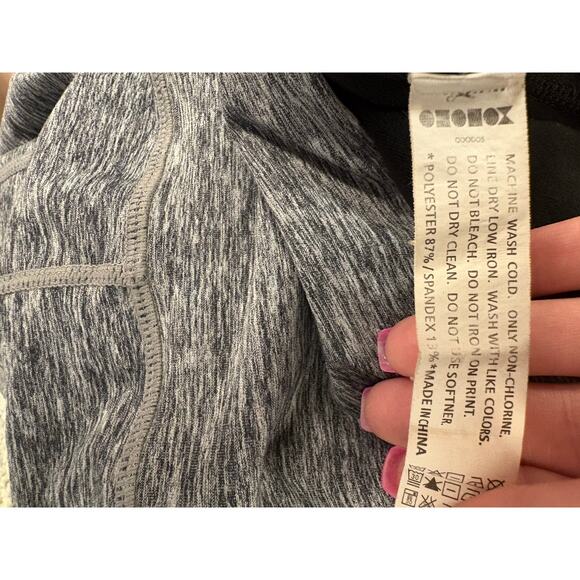 OODOOS
MACHINE WASH COLD. ONLY NON-CHLORINE,
LINE DRY LOW IRON. WASH WITH LIKE COLORS,
DO NOT BLEACH. DO NOT IRON ON PRINT.
DO NOT DRY CLEAN. DO NOT USE SOFTNER.
*POLYESTER 87%/SPANDEX 13%*MADE IN CHINA